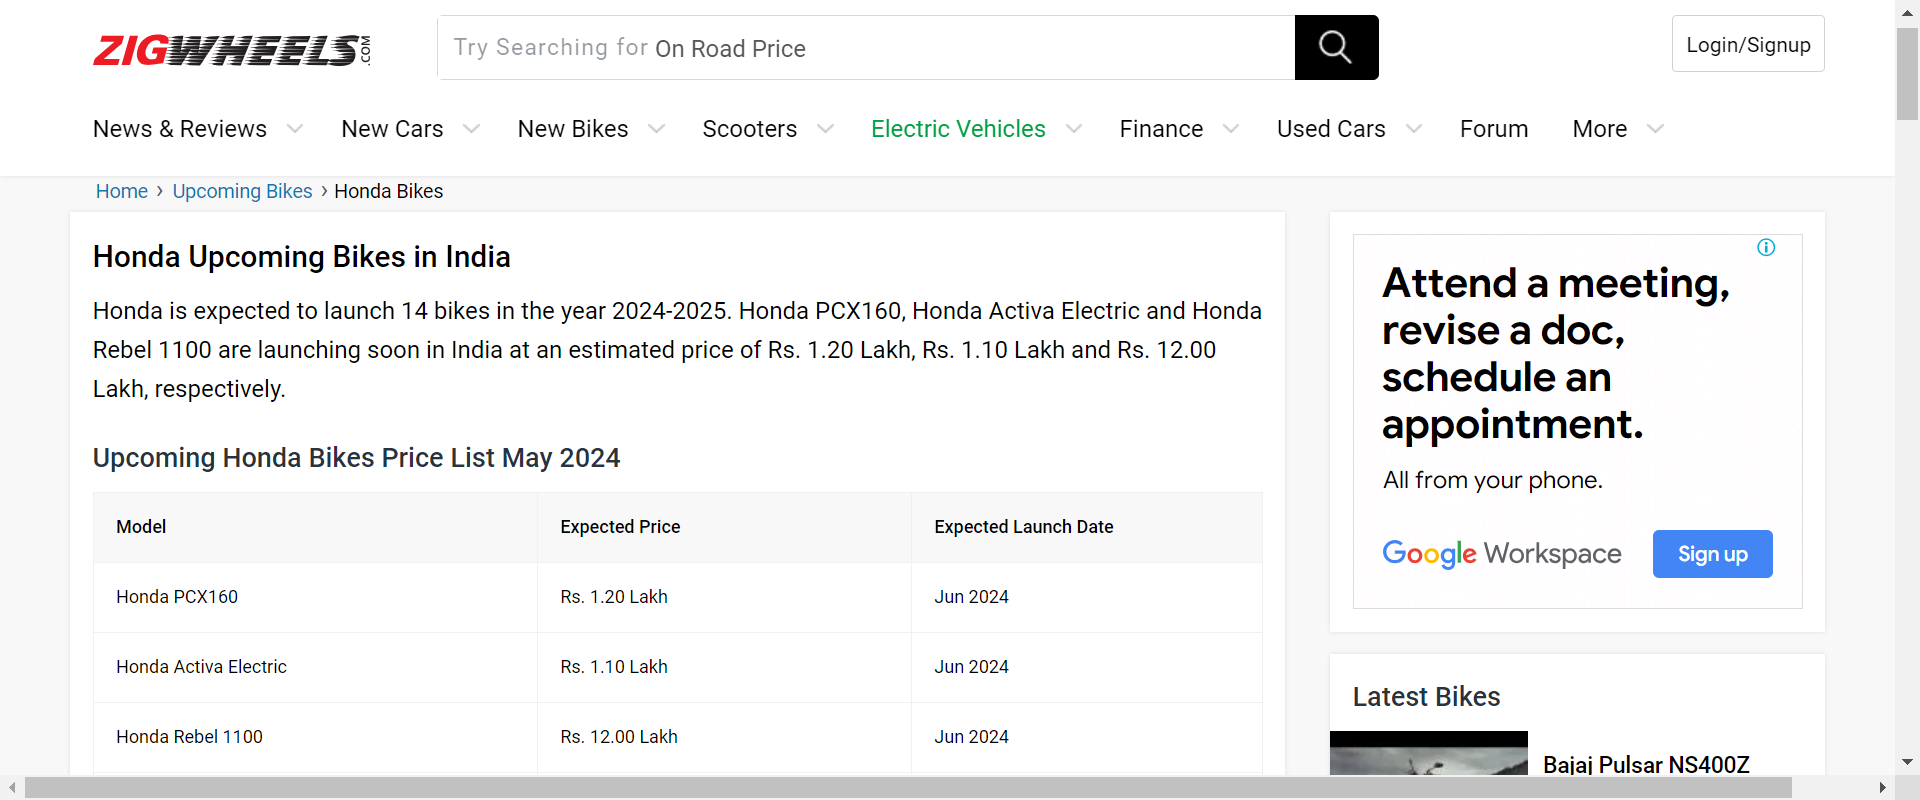 ZIGWHEELS.COM
Try Searching for On Road Price
Login/Signup
News & Reviews New Cars New Bikes Scooters Electric Vehicles Finance Used Cars Forum More
Home › Upcoming Bikes › Honda Bikes
Honda Upcoming Bikes in India
Honda is expected to launch 14 bikes in the year 2024-2025. Honda PCX160, Honda Activa Electric and Honda
Rebel 1100 are launching soon in India at an estimated price of Rs. 1.20 Lakh, Rs. 1.10 Lakh and Rs. 12.00
Lakh, respectively.
Upcoming Honda Bikes Price List May 2024
Model Expected Price Expected Launch Date
Honda PCX160 Rs. 1.20 Lakh Jun 2024
Honda Activa Electric Rs. 1.10 Lakh Jun 2024
Honda Rebel 1100 Rs. 12.00 Lakh Jun 2024
Attend a meeting,
revise a doc,
schedule an
appointment.
All from your phone.
Google Workspace
Sign up
Latest Bikes
Bajaj Pulsar NS400Z